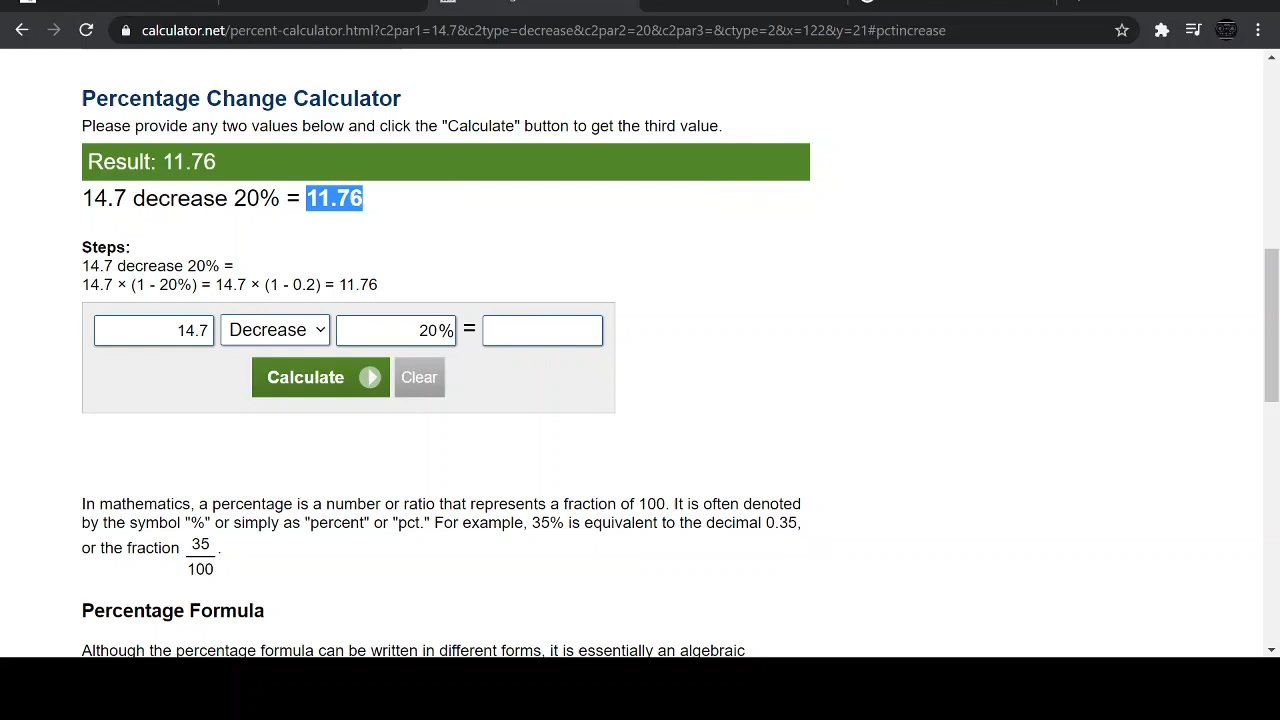 calculator.net/percent-calculator.html?c2par1=14.7&c2type=decrease&c2par2=20&c2par3=&ctype=2&x=122&y=21#pctincrease
Percentage Change Calculator
Please provide any two values below and click the "Calculate" button to get the third value.
Result: 11.76
14.7 decrease 20% = 11.76
Steps:
14.7 decrease 20% =
14.7 × (1 - 20%) = 14.7 × (1 - 0.2) = 11.76
14.7 Decrease 20% =
Calculate Clear
In mathematics, a percentage is a number or ratio that represents a fraction of 100. It is often denoted
by the symbol "%" or simply as "percent" or "pct." For example, 35% is equivalent to the decimal 0.35,
or the fraction 35
100
.
Percentage Formula
Although the percentage formula can be written in different forms, it is essentially an algebraic